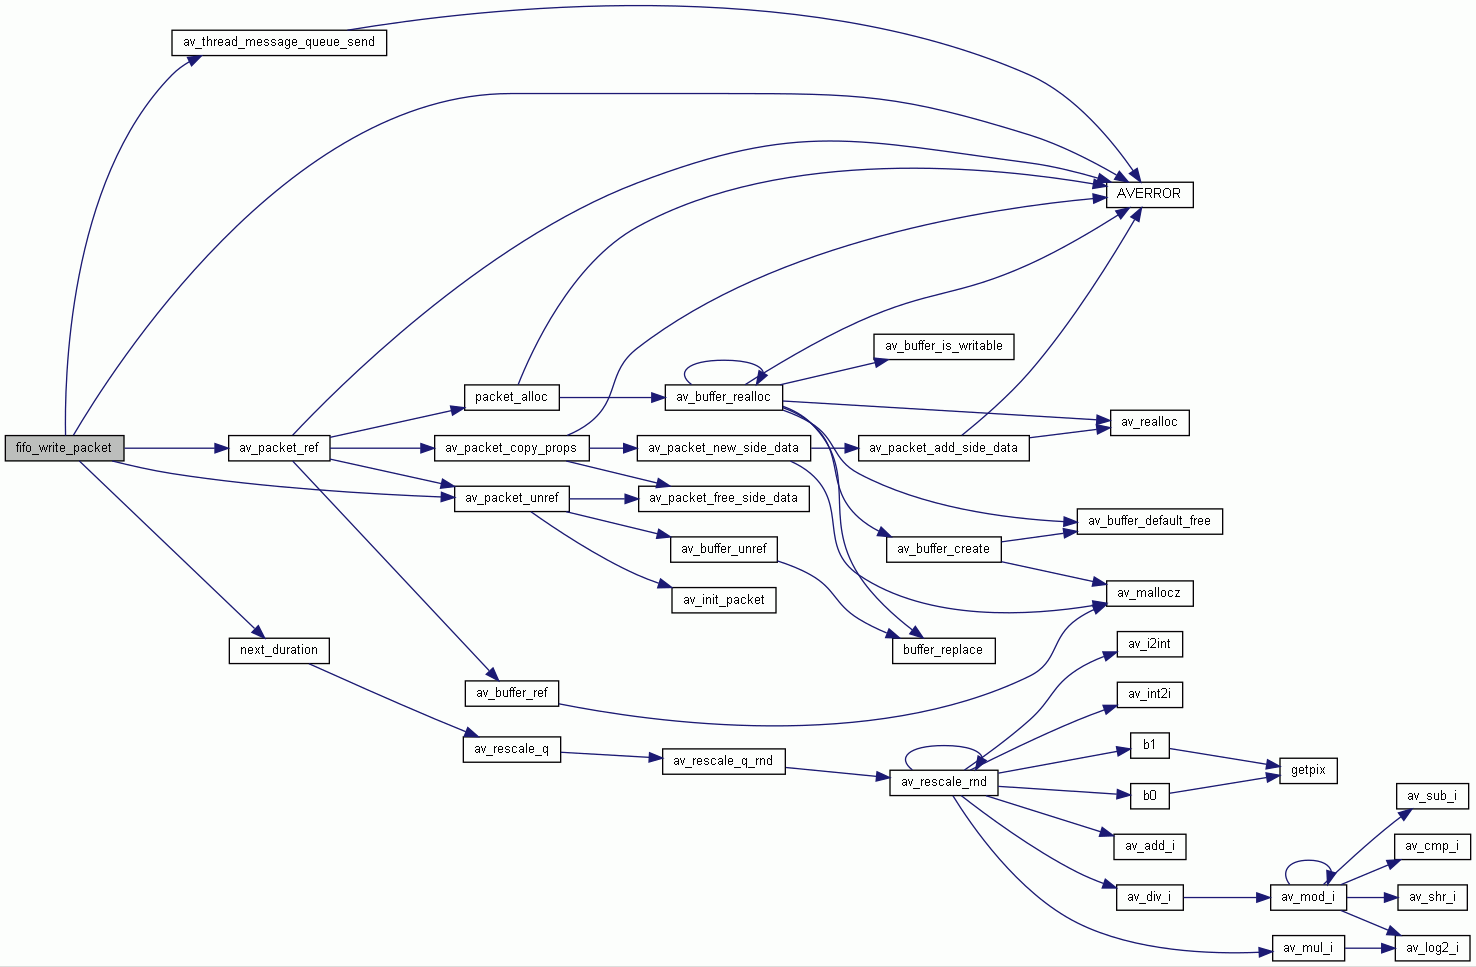 av_thread_message_queue_send
AVERROR
av_buffer_is_writable
packet_alloc
av_buffer_realloc
av_realloc
fifo_write_packet
av_packet_ref
av_packet_copy_props
av_packet_new_side_data
av_packet_add_side_data
av_packet_unref
av_packet_free_side_data
av_buffer_default_free
av_buffer_unref
av_buffer_create
av_init_packet
av_mallocz
next_duration
buffer_replace
av_i2int
av_buffer_ref
av_int2i
av_rescale_q
av_rescale_q_rnd
b1
getpix
av_rescale_rnd
b0
av_sub_i
av_add_i
av_cmp_i
av_div_i
av_mod_i
av_shr_i
av_mul_i
av_log2_i